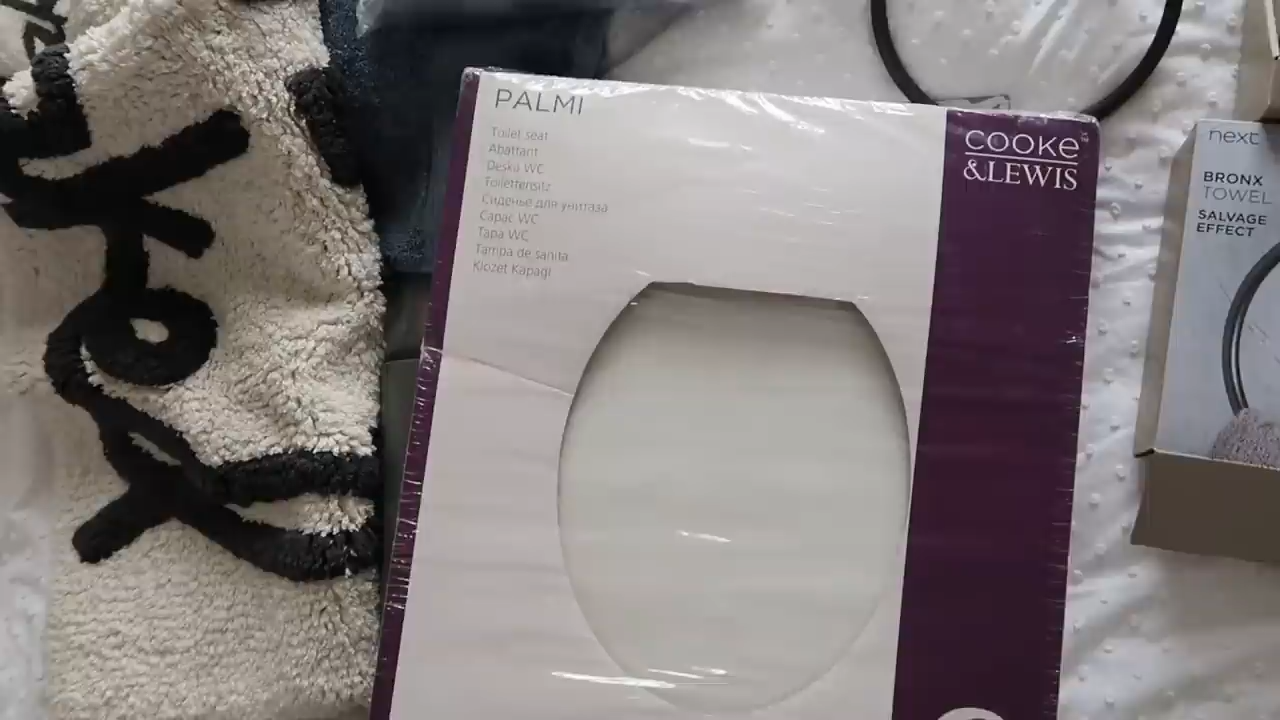 PALMI
Toilet seat
Abattant
Deska WC
Toilettensitz
Сиденье для унитаза
Capac WC
Tapa WC
Tampa de sanita
Klozet Kapağı
COOKE
&LEWIS
next
BRONX
TOWEL
SALVAGE
EFFECT